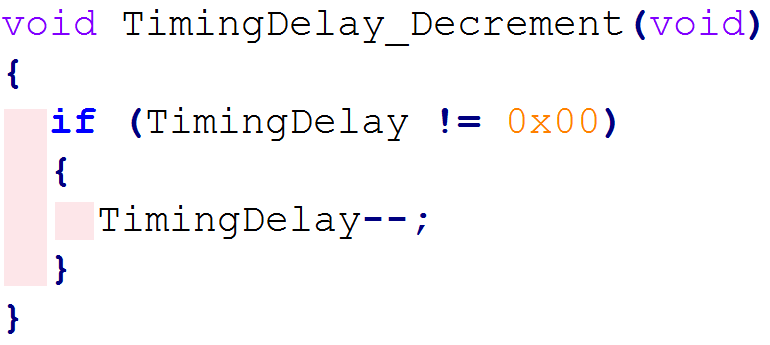 void TimingDelay_Decrement(void)
{
  if (TimingDelay != 0x00)
  {
    TimingDelay--;
  }
}